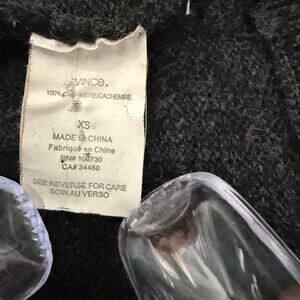 VINCE.
100% CASHMERE/CACHEMIRE
XS
MADE IN CHINA
Fabriqué en Chine
RN# 108730
CA# 34460
SEE REVERSE FOR CARE
SOIN AU VERSO